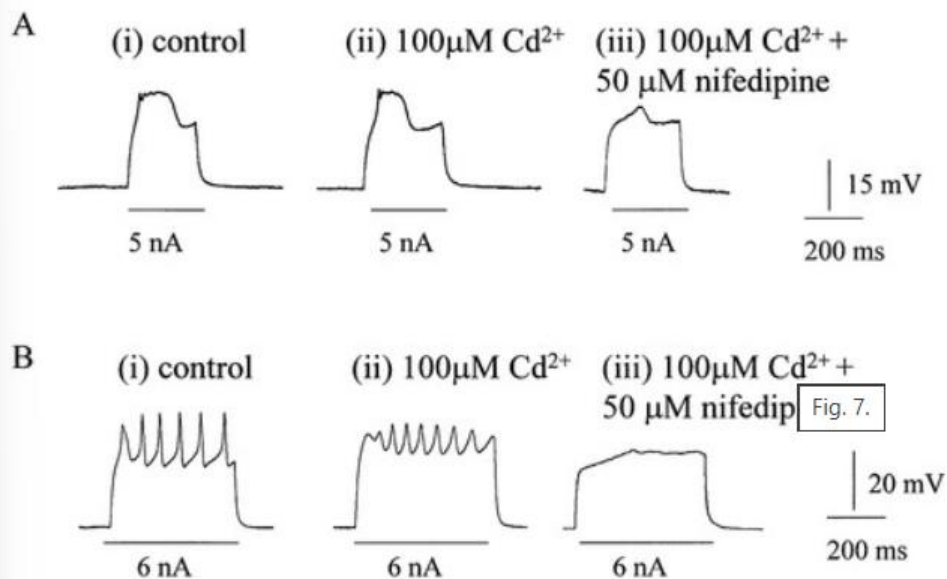 A
(i) control
(ii) 100μM Cd²⁺
(iii) 100μM Cd²⁺ +
50 μM nifedipine
5 nA
5 nA
5 nA
15 mV
200 ms
B
(i) control
(ii) 100μM Cd²⁺
(iii) 100μM Cd²⁺ +
50 μM nifedip
Fig. 7.
6 nA
6 nA
6 nA
20 mV
200 ms